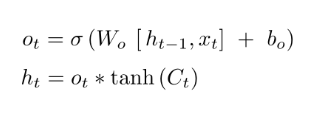 o_t = σ (W_o [h_{t−1}, x_t] + b_o)
h_t = o_t ∗ tanh (C_t)